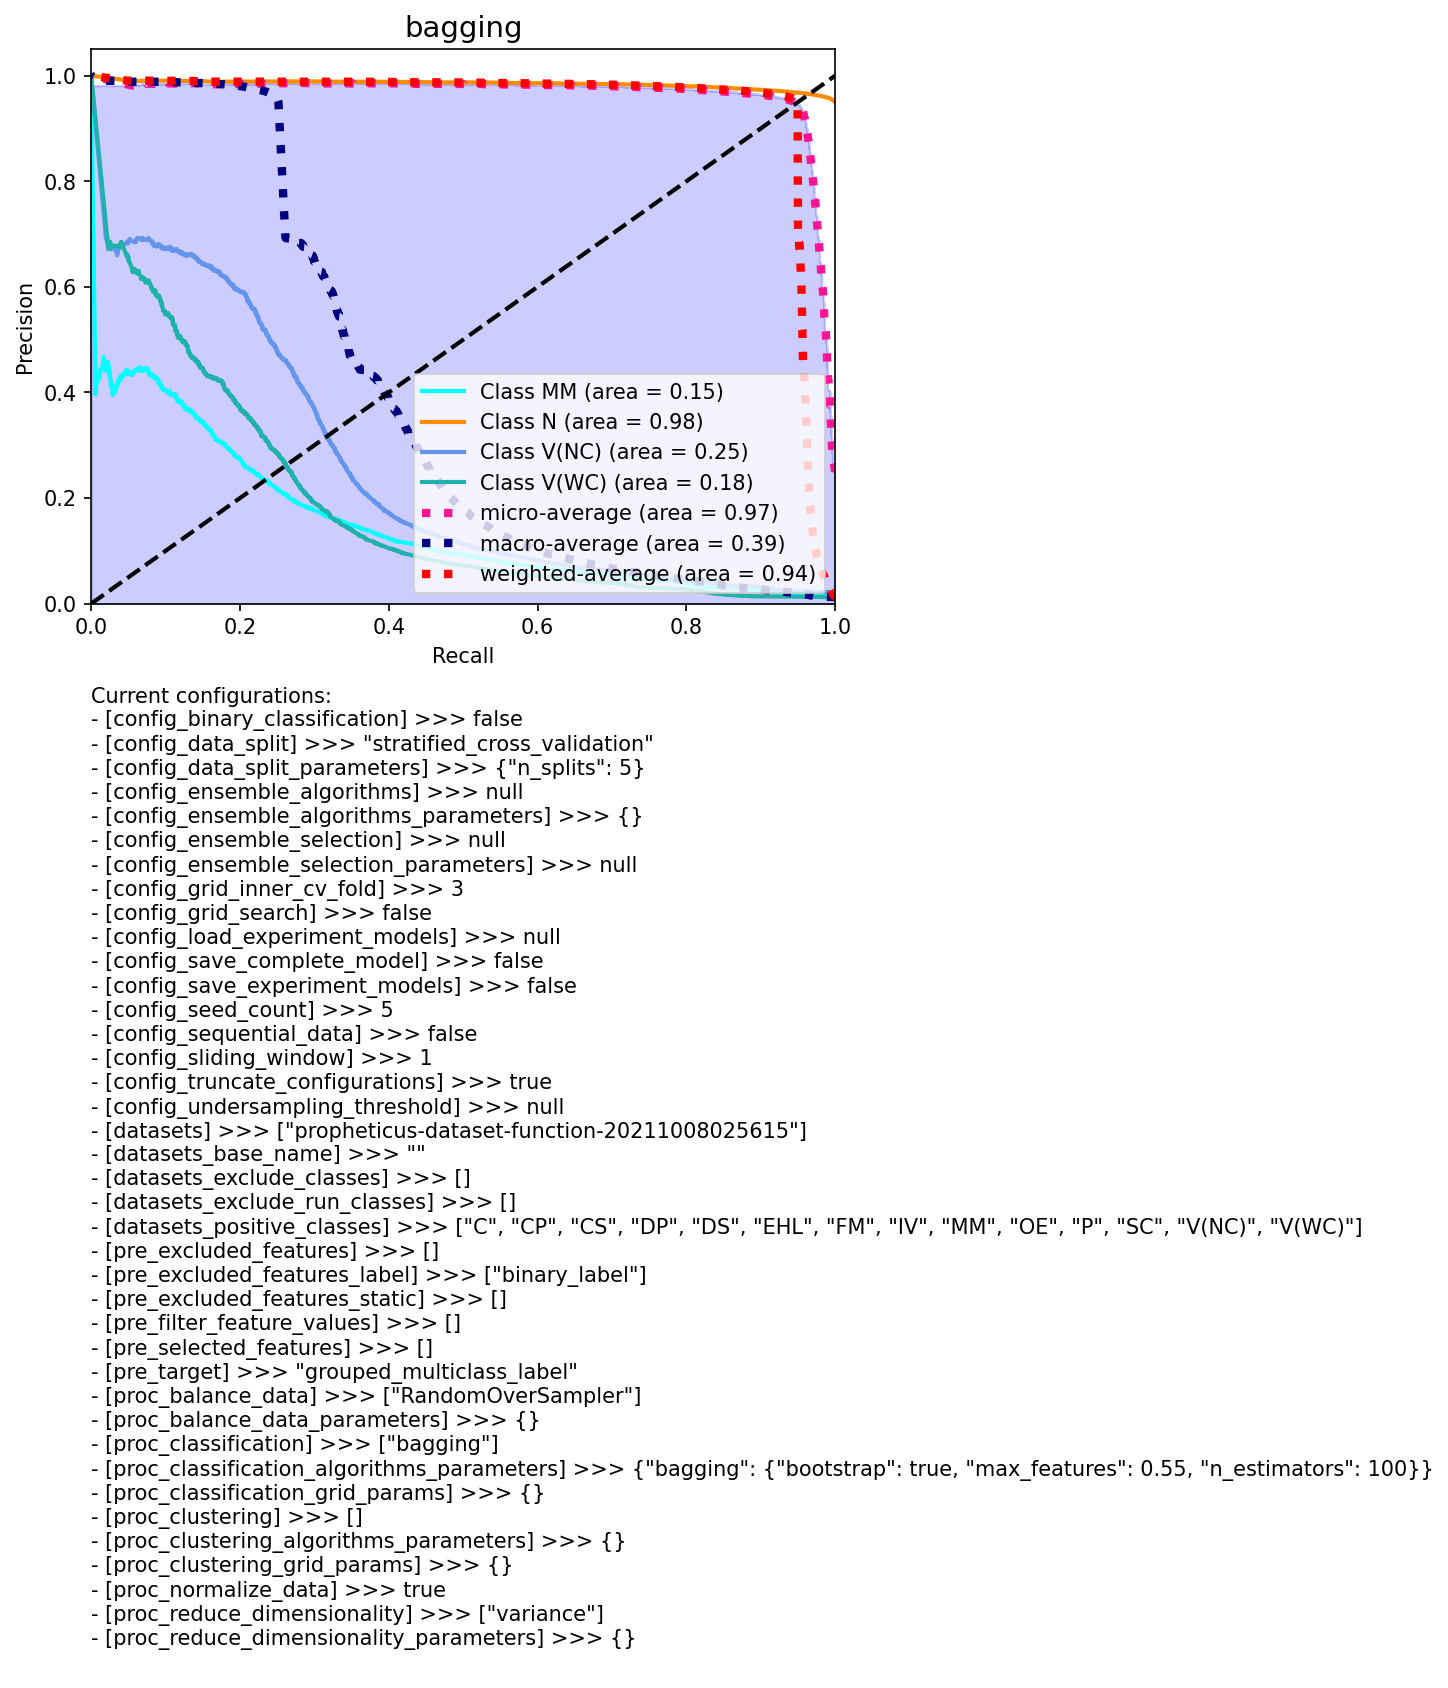 bagging
1.0
0.8
0.6
0.4
0.2
0.0
Precision
Class MM (area = 0.15)
Class N (area = 0.98)
Class V(NC) (area = 0.25)
Class V(WC) (area = 0.18)
micro-average (area = 0.97)
macro-average (area = 0.39)
weighted-average (area = 0.94)
0.0 0.2 0.4 0.6 0.8 1.0
Recall
Current configurations:
- [config_binary_classification] >>> false
- [config_data_split] >>> "stratified_cross_validation"
- [config_data_split_parameters] >>> {"n_splits": 5}
- [config_ensemble_algorithms] >>> null
- [config_ensemble_algorithms_parameters] >>> {}
- [config_ensemble_selection] >>> null
- [config_ensemble_selection_parameters] >>> null
- [config_grid_inner_cv_fold] >>> 3
- [config_grid_search] >>> false
- [config_load_experiment_models] >>> null
- [config_save_complete_model] >>> false
- [config_save_experiment_models] >>> false
- [config_seed_count] >>> 5
- [config_sequential_data] >>> false
- [config_sliding_window] >>> 1
- [config_truncate_configurations] >>> true
- [config_undersampling_threshold] >>> null
- [datasets] >>> ["propheticus-dataset-function-20211008025615"]
- [datasets_base_name] >>> ""
- [datasets_exclude_classes] >>> []
- [datasets_exclude_run_classes] >>> []
- [datasets_positive_classes] >>> ["C", "CP", "CS", "DP", "DS", "EHL", "FM", "IV", "MM", "OE", "P", "SC", "V(NC)", "V(WC)"]
- [pre_excluded_features] >>> []
- [pre_excluded_features_label] >>> ["binary_label"]
- [pre_excluded_features_static] >>> []
- [pre_filter_feature_values] >>> []
- [pre_selected_features] >>> []
- [pre_target] >>> "grouped_multiclass_label"
- [proc_balance_data] >>> ["RandomOverSampler"]
- [proc_balance_data_parameters] >>> {}
- [proc_classification] >>> ["bagging"]
- [proc_classification_algorithms_parameters] >>> {"bagging": {"bootstrap": true, "max_features": 0.55, "n_estimators": 100}}
- [proc_classification_grid_params] >>> {}
- [proc_clustering] >>> []
- [proc_clustering_algorithms_parameters] >>> {}
- [proc_clustering_grid_params] >>> {}
- [proc_normalize_data] >>> true
- [proc_reduce_dimensionality] >>> ["variance"]
- [proc_reduce_dimensionality_parameters] >>> {}